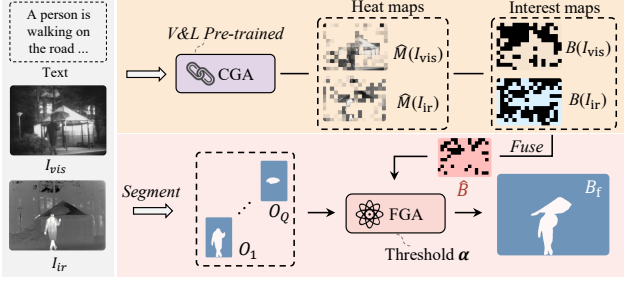 A person is
walking on
the road ...
Text
I_vis
I_ir
V&L Pre-trained
CGA
Heat maps
M̂(I_vis)
M̂(I_ir)
Interest maps
B(I_vis)
B(I_ir)
Fuse
Segment
O_1
O_Q
B̂
FGA
Threshold α
B_f